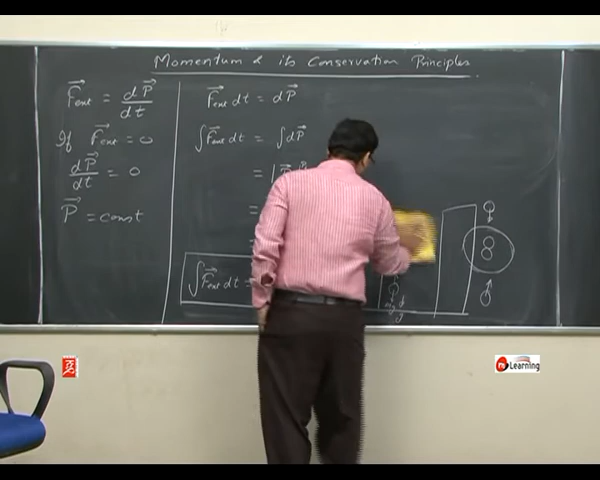 Momentum & its Conservation Principles
F⃗ext = dP⃗/dt
If F⃗ext = 0
dP⃗/dt = 0
P⃗ = const
F⃗ext dt = dP⃗
∫F⃗ext dt = ∫dP⃗
=
=
∫F⃗ext dt =
Learning